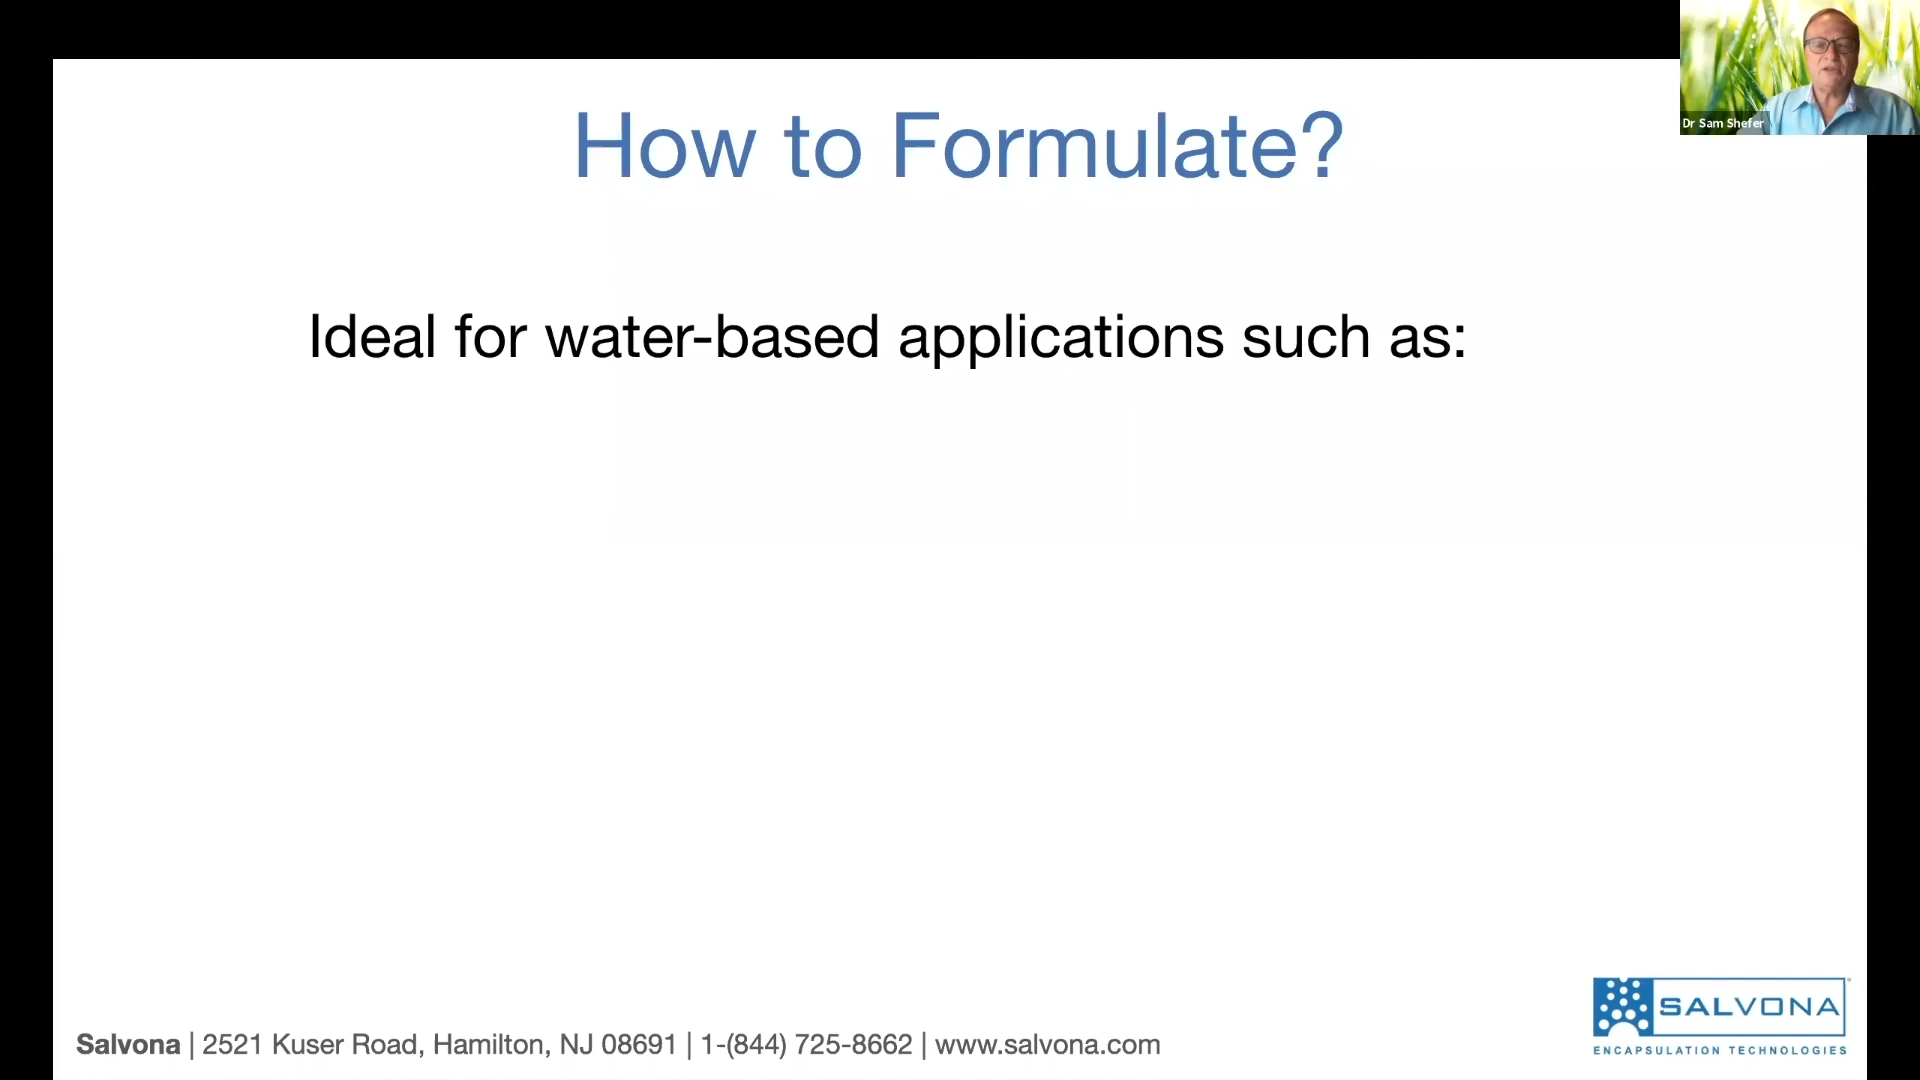 Dr Sam Shefer
How to Formulate?
Ideal for water-based applications such as:
SALVONA
ENCAPSULATION TECHNOLOGIES
Salvona | 2521 Kuser Road, Hamilton, NJ 08691 | 1-(844) 725-8662 | www.salvona.com